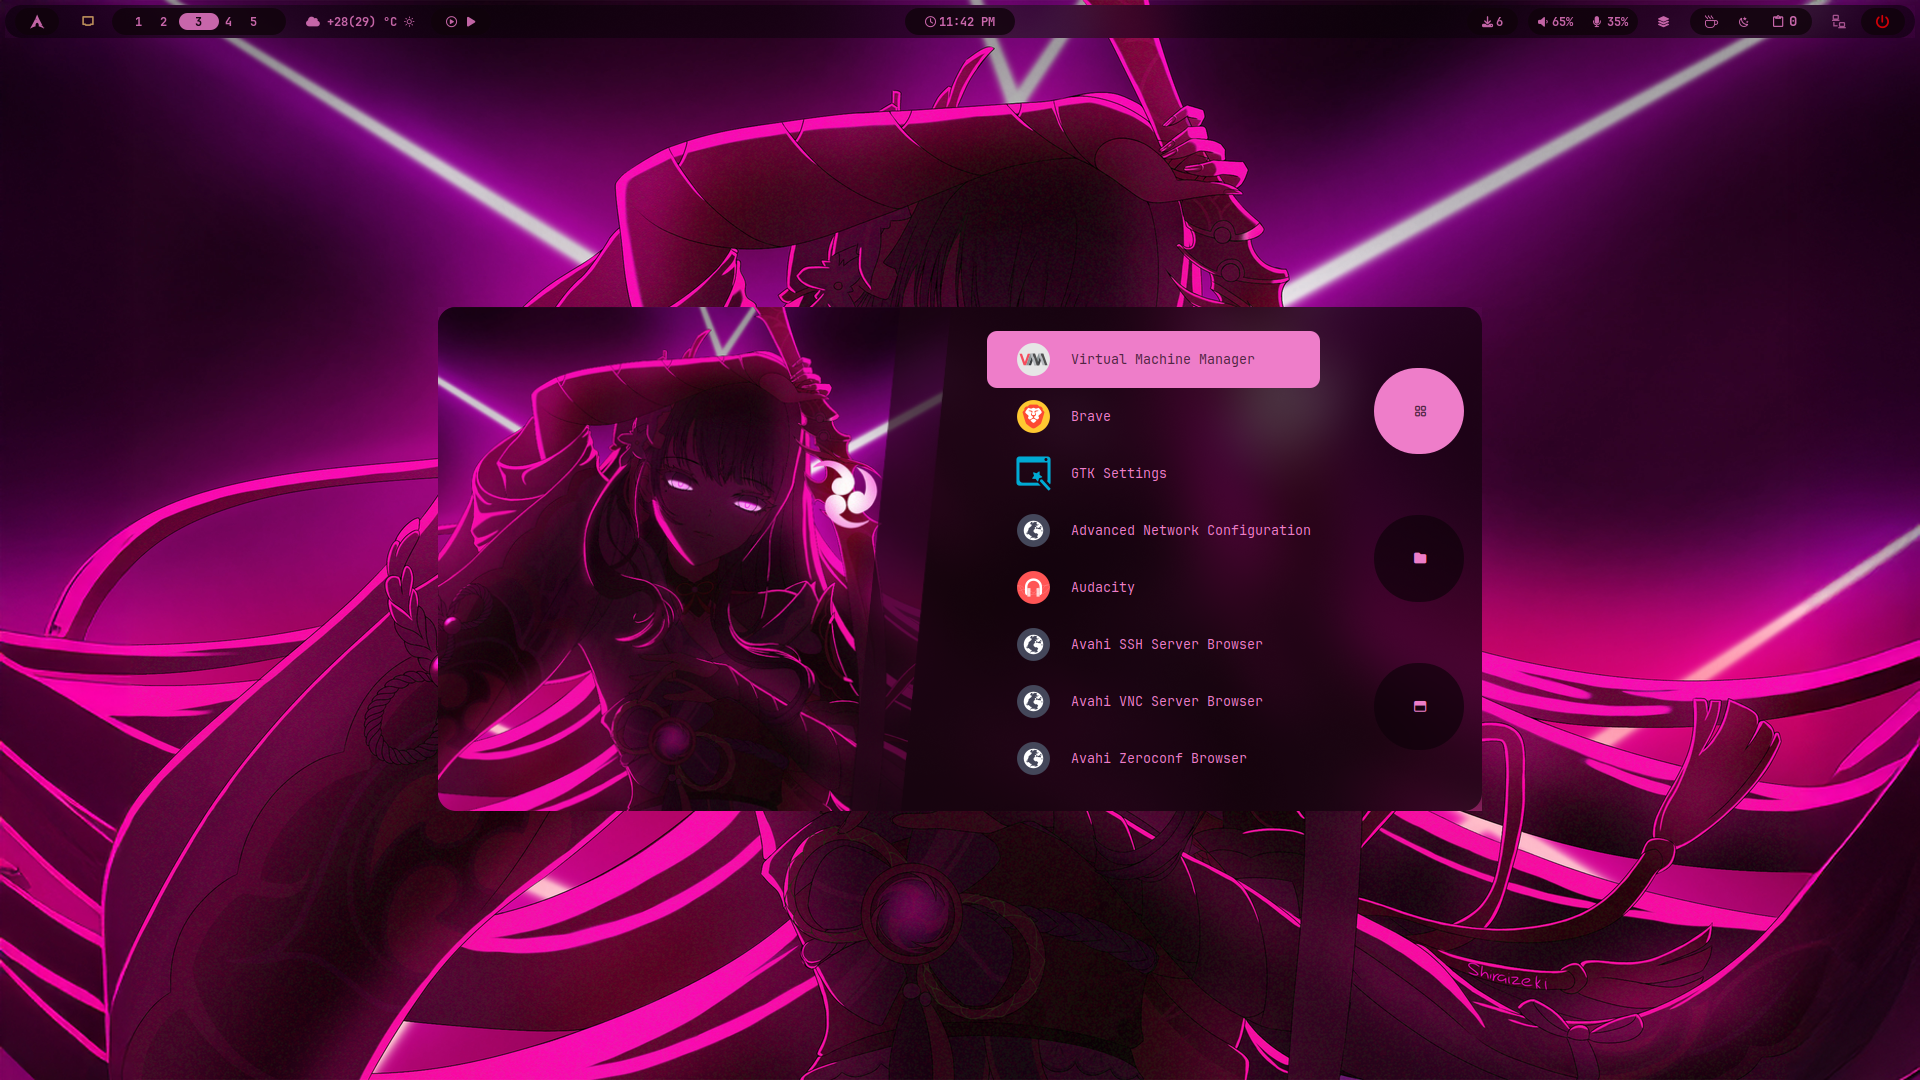 1 2 3 4 5 +28(29) °C 11:42 PM 6 65% 35% 0
Virtual Machine Manager
Brave
GTK Settings
Advanced Network Configuration
Audacity
Avahi SSH Server Browser
Avahi VNC Server Browser
Avahi Zeroconf Browser
Shiraizeki